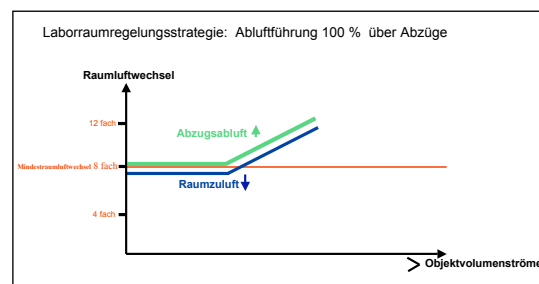 Laborraumregelungsstrategie: Abluftführung 100 % über Abzüge
Raumluftwechsel
12 fach
Abzugsabluft
Mindestraumluftwechsel 8 fach
Raumzuluft
4 fach
> Objektvolumenströme